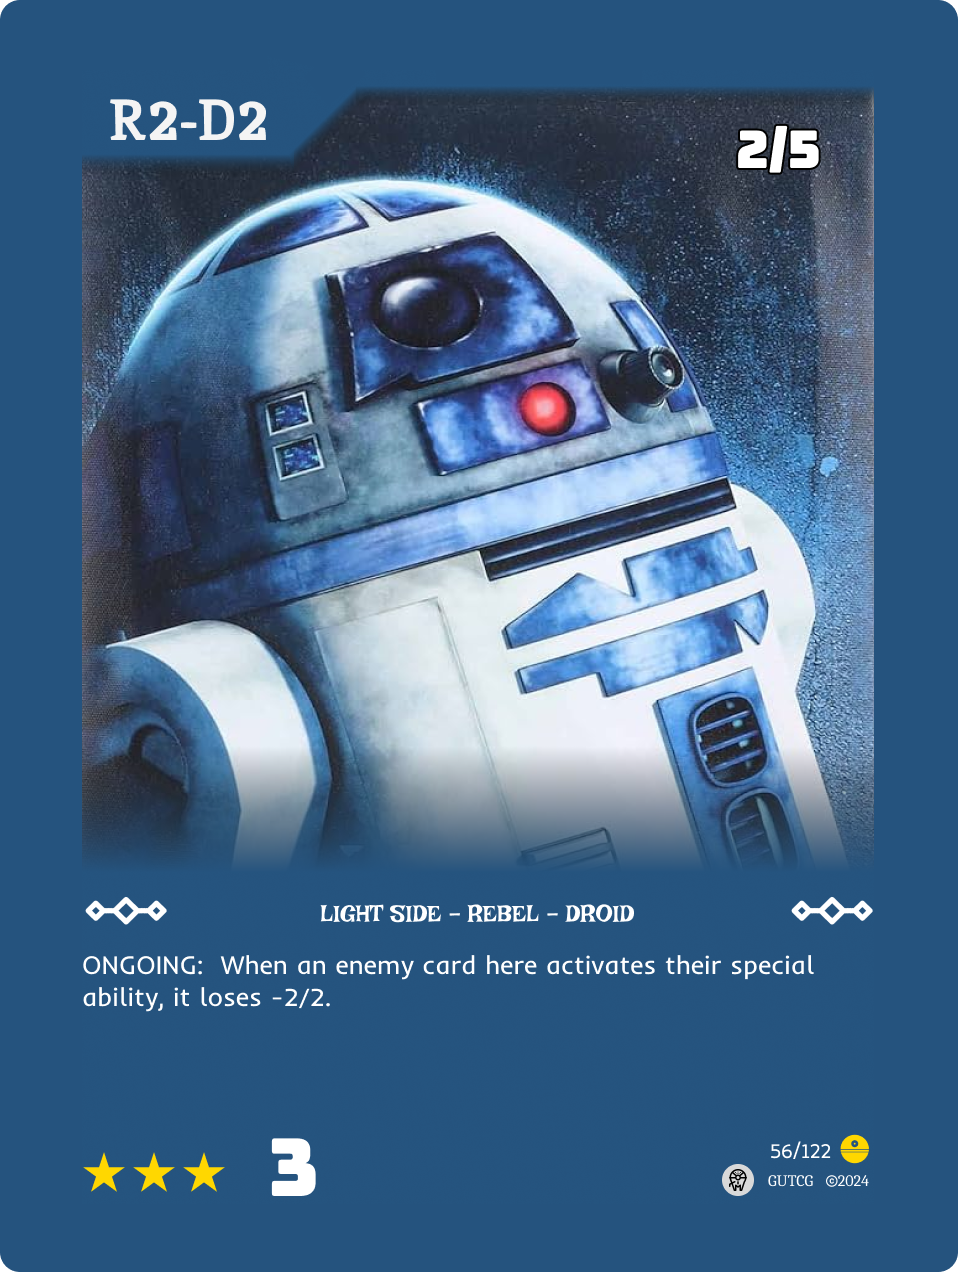 R2-D2
2/5
LIGHT SIDE – REBEL – DROID
ONGOING: When an enemy card here activates their special
ability, it loses -2/2.
3
56/122
GUTCG ©2024